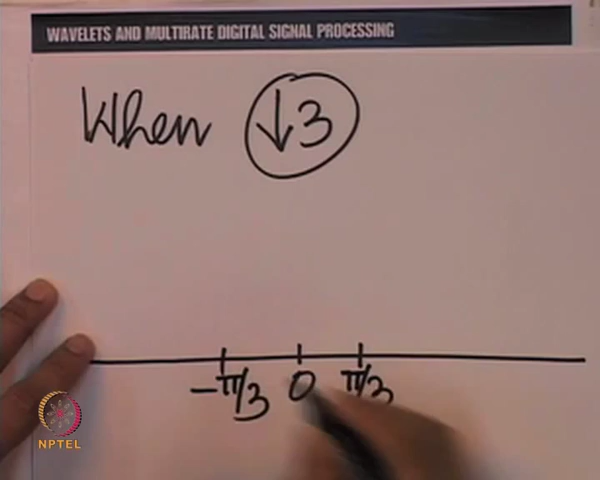 WAVELETS AND MULTIRATE DIGITAL SIGNAL PROCESSING
When ↓3
-π/3 0 π/3
NPTEL